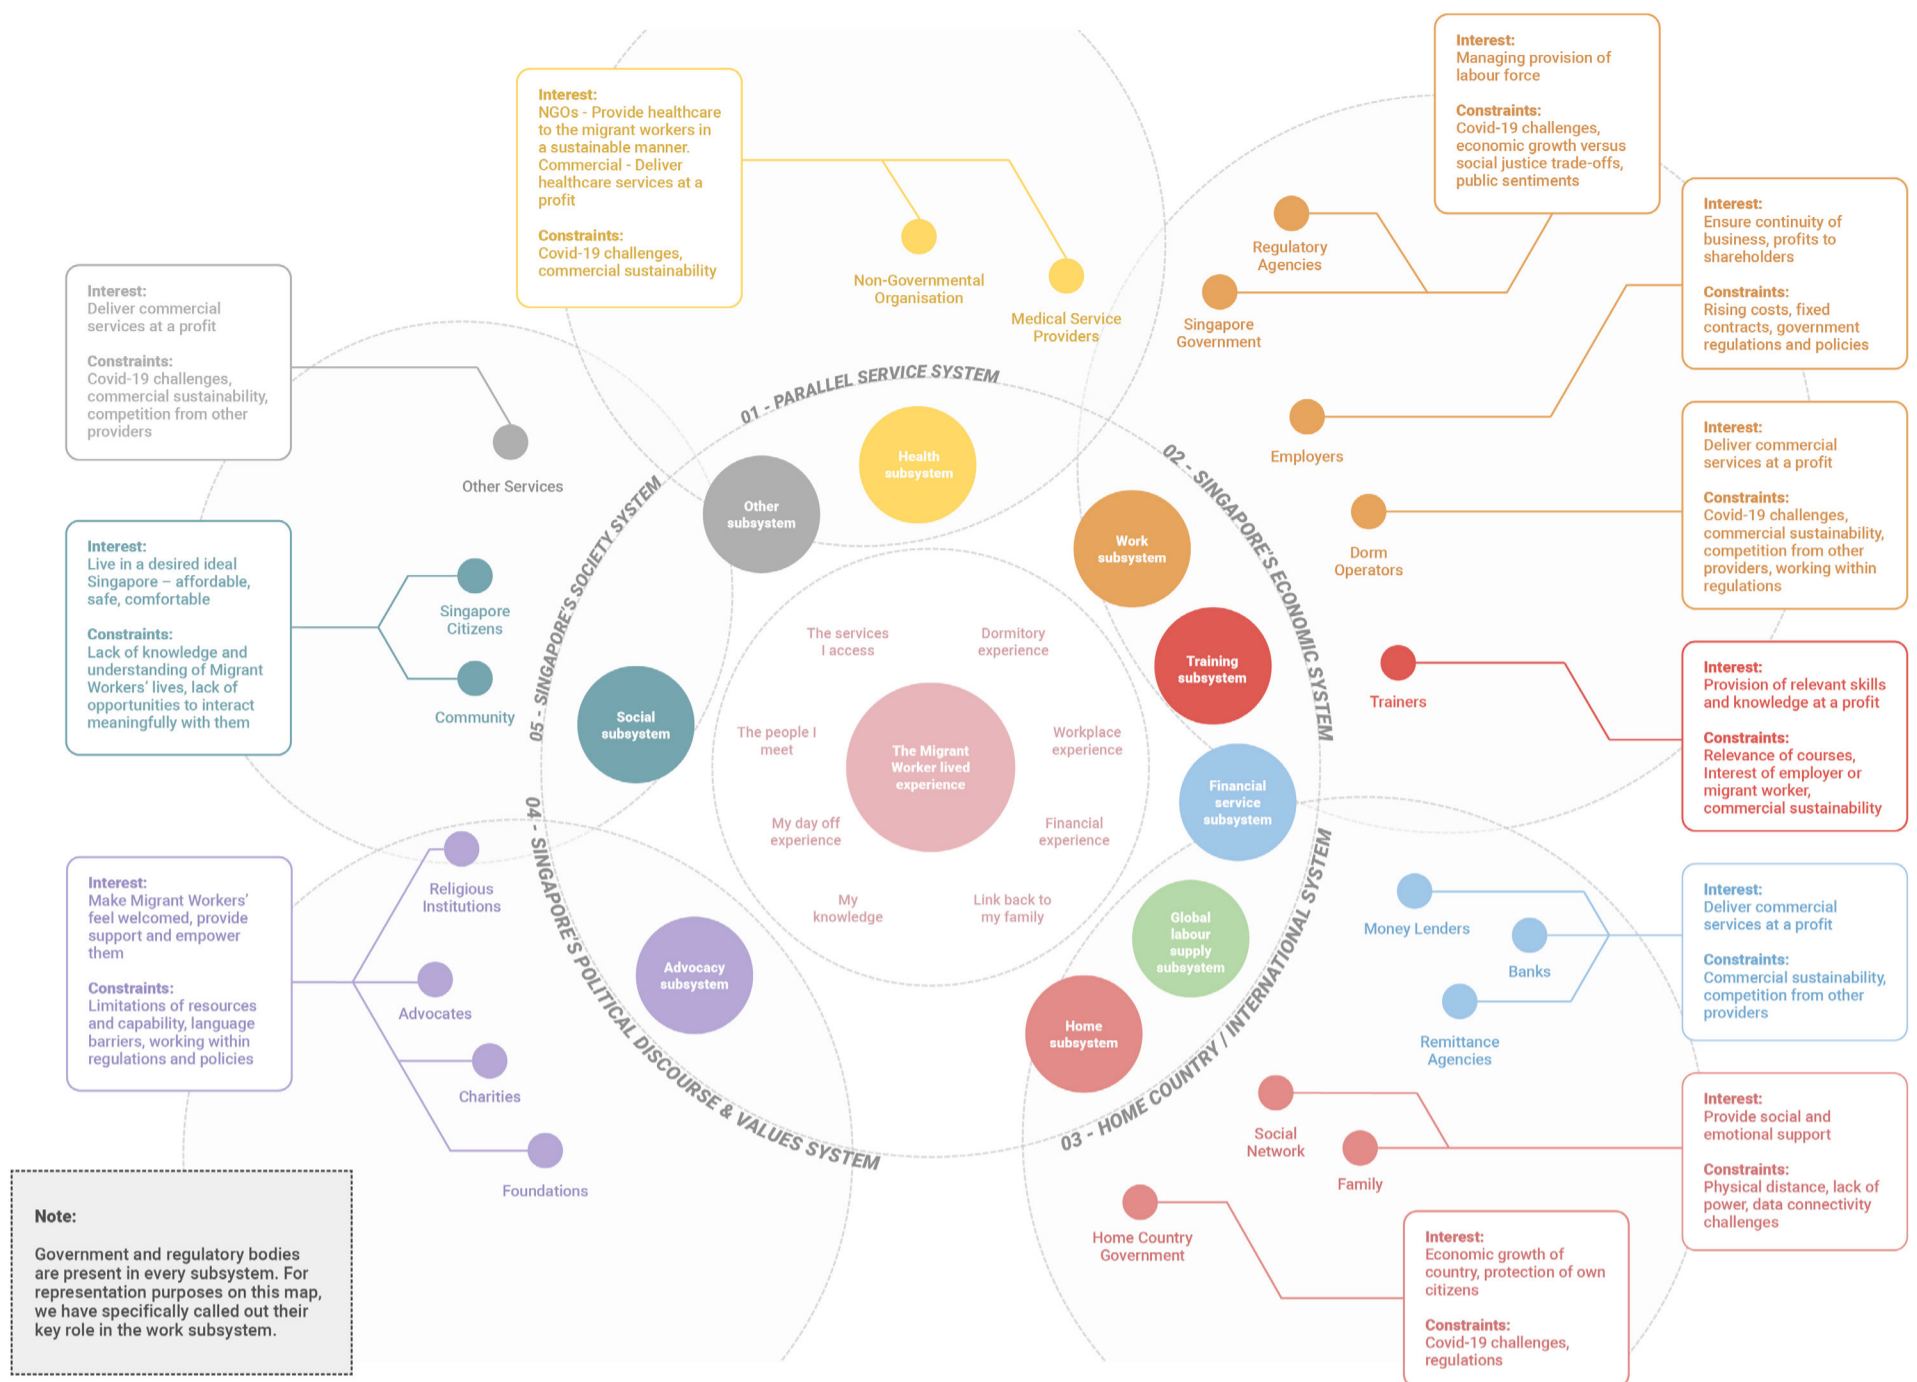 Interest:
Managing provision of
labour force
Constraints:
Covid-19 challenges,
economic growth versus
social justice trade-offs,
public sentiments
Interest:
NGOs - Provide healthcare
to the migrant workers in
a sustainable manner.
Commercial - Deliver
healthcare services at a
profit
Constraints:
Covid-19 challenges,
commercial sustainability
Non-Governmental
Organisation
Medical Service
Providers
Regulatory
Agencies
Singapore
Government
Interest:
Ensure continuity of
business, profits to
shareholders
Constraints:
Rising costs, fixed
contracts, government
regulations and policies
Employers
Interest:
Deliver commercial
services at a profit
Constraints:
Covid-19 challenges,
commercial sustainability,
competition from other
providers
Other Services
Interest:
Deliver commercial
services at a profit
Constraints:
Covid-19 challenges,
commercial sustainability,
competition from other
providers, working within
regulations
Dorm
Operators
01 - PARALLEL SERVICE SYSTEM
02 - SINGAPORE'S ECONOMIC SYSTEM
03 - HOME COUNTRY / INTERNATIONAL SYSTEM
04 - SINGAPORE'S POLITICAL DISCOURSE & VALUES SYSTEM
05 - SINGAPORE'S SOCIETY SYSTEM
Health
subsystem
Other
subsystem
Work
subsystem
Training
subsystem
Financial
service
subsystem
Global
labour
supply
subsystem
Home
subsystem
Advocacy
subsystem
Social
subsystem
The services
I access
Dormitory
experience
The people I
meet
Workplace
experience
The Migrant
Worker lived
experience
My day off
experience
Financial
experience
My
knowledge
Link back to
my family
Interest:
Live in a desired ideal
Singapore – affordable,
safe, comfortable
Constraints:
Lack of knowledge and
understanding of Migrant
Workers’ lives, lack of
opportunities to interact
meaningfully with them
Singapore
Citizens
Community
Trainers
Interest:
Provision of relevant skills
and knowledge at a profit
Constraints:
Relevance of courses,
Interest of employer or
migrant worker,
commercial sustainability
Interest:
Make Migrant Workers’
feel welcomed, provide
support and empower
them
Constraints:
Limitations of resources
and capability, language
barriers, working within
regulations and policies
Religious
Institutions
Advocates
Charities
Foundations
Money Lenders
Banks
Remittance
Agencies
Interest:
Deliver commercial
services at a profit
Constraints:
Commercial sustainability,
competition from other
providers
Social
Network
Family
Interest:
Provide social and
emotional support
Constraints:
Physical distance, lack of
power, data connectivity
challenges
Home Country
Government
Interest:
Economic growth of
country, protection of own
citizens
Constraints:
Covid-19 challenges,
regulations
Note:
Government and regulatory bodies
are present in every subsystem. For
representation purposes on this map,
we have specifically called out their
key role in the work subsystem.